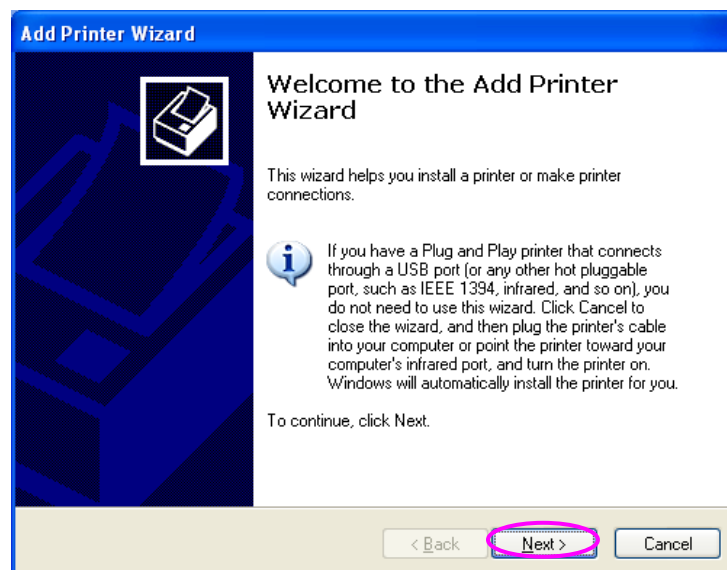 Add Printer Wizard
Welcome to the Add Printer
Wizard
This wizard helps you install a printer or make printer
connections.
If you have a Plug and Play printer that connects
through a USB port (or any other hot pluggable
port, such as IEEE 1394, infrared, and so on), you
do not need to use this wizard. Click Cancel to
close the wizard, and then plug the printer's cable
into your computer or point the printer toward your
computer's infrared port, and turn the printer on.
Windows will automatically install the printer for you.
To continue, click Next.
< Back Next > Cancel